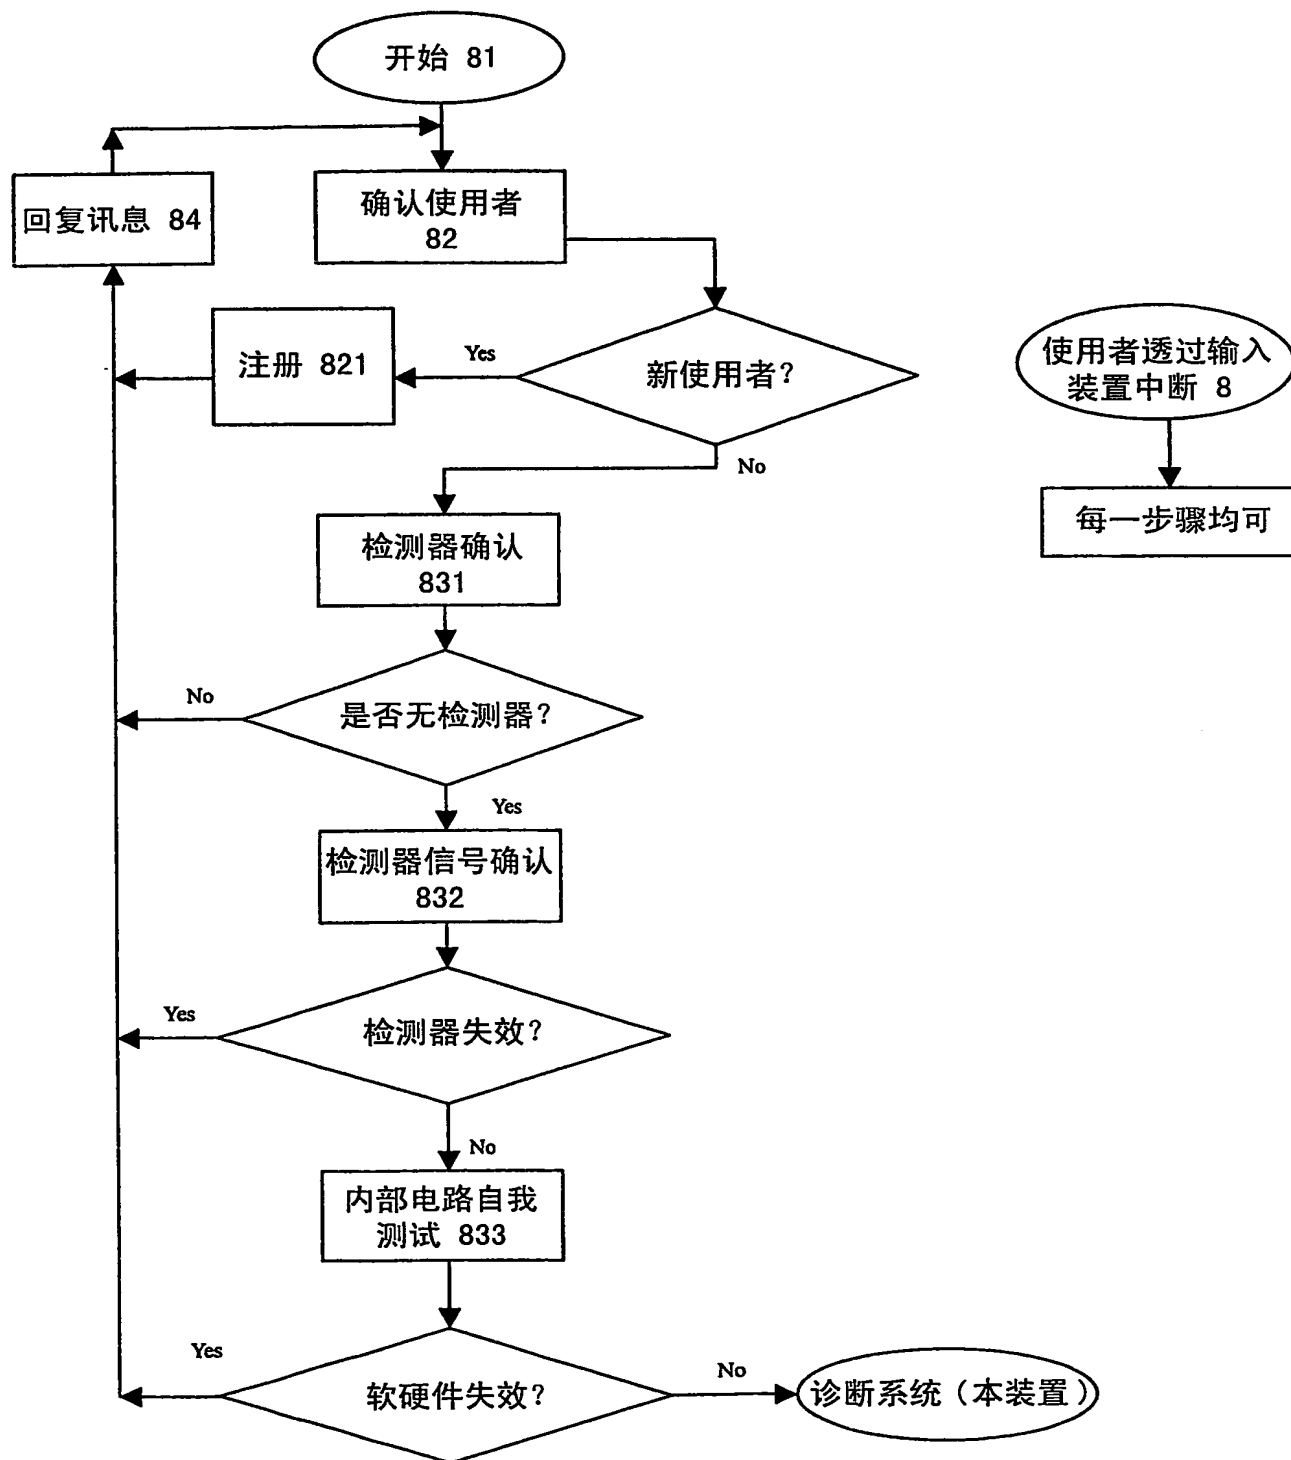 开始 81
回复讯息 84
确认使用者
82
注册 821
Yes
新使用者？
No
使用者透过输入
装置中断 8
每一步骤均可
检测器确认
831
No
是否无检测器？
Yes
检测器信号确认
832
Yes
检测器失效？
No
内部电路自我
测试 833
Yes
软硬件失效？
No
诊断系统（本装置）